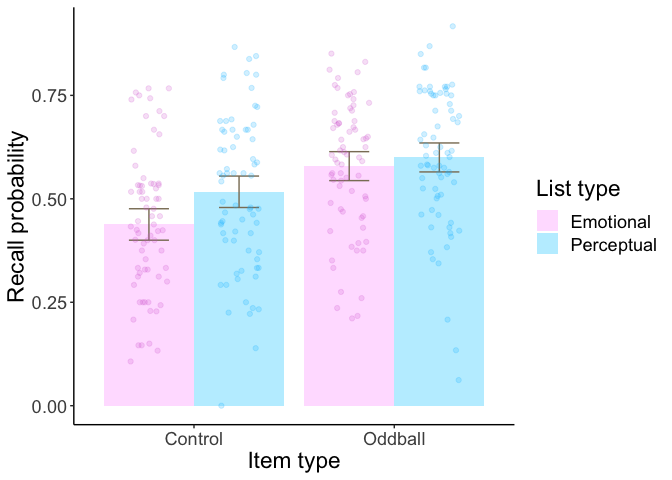 Recall probability
0.75
0.50
0.25
0.00
Control Oddball
Item type
List type
Emotional
Perceptual